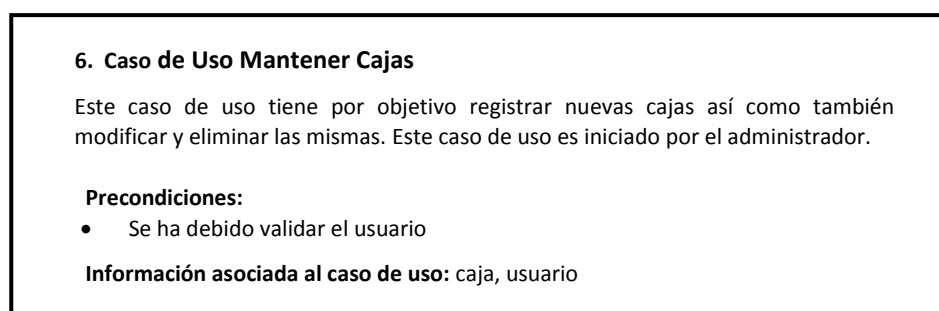 6. Caso de Uso Mantener Cajas
Este caso de uso tiene por objetivo registrar nuevas cajas así como también
modificar y eliminar las mismas. Este caso de uso es iniciado por el administrador.
Precondiciones:
• Se ha debido validar el usuario
Información asociada al caso de uso: caja, usuario